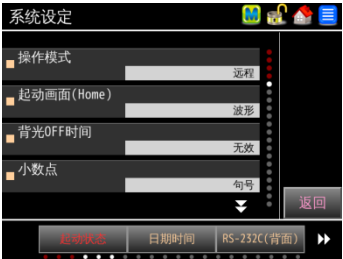 系统设定
操作模式
远程
起动画面(Home)
波形
背光OFF时间
无效
小数点
句号
返回
起动状态
日期时间
RS-232C(背面)